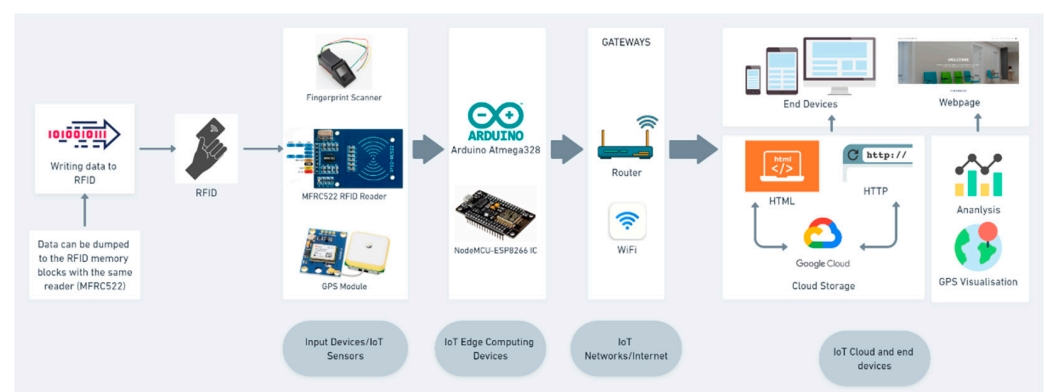 1010010111
Writing data to
RFID
Data can be dumped
to the RFID memory
blocks with the same
reader (MFRC522)
RFID
Fingerprint Scanner
MFRC522 RFID Reader
GPS Module
Input Devices/IoT
Sensors
ARDUINO
Arduino Atmega328
NodeMCU-ESP8266 IC
IoT Edge Computing
Devices
GATEWAYS
Router
WiFi
IoT
Networks/Internet
End Devices
WELCOME
Webpage
html
</>
HTML
http://
HTTP
Google Cloud
Cloud Storage
Ananlysis
GPS Visualisation
IoT Cloud and end
devices